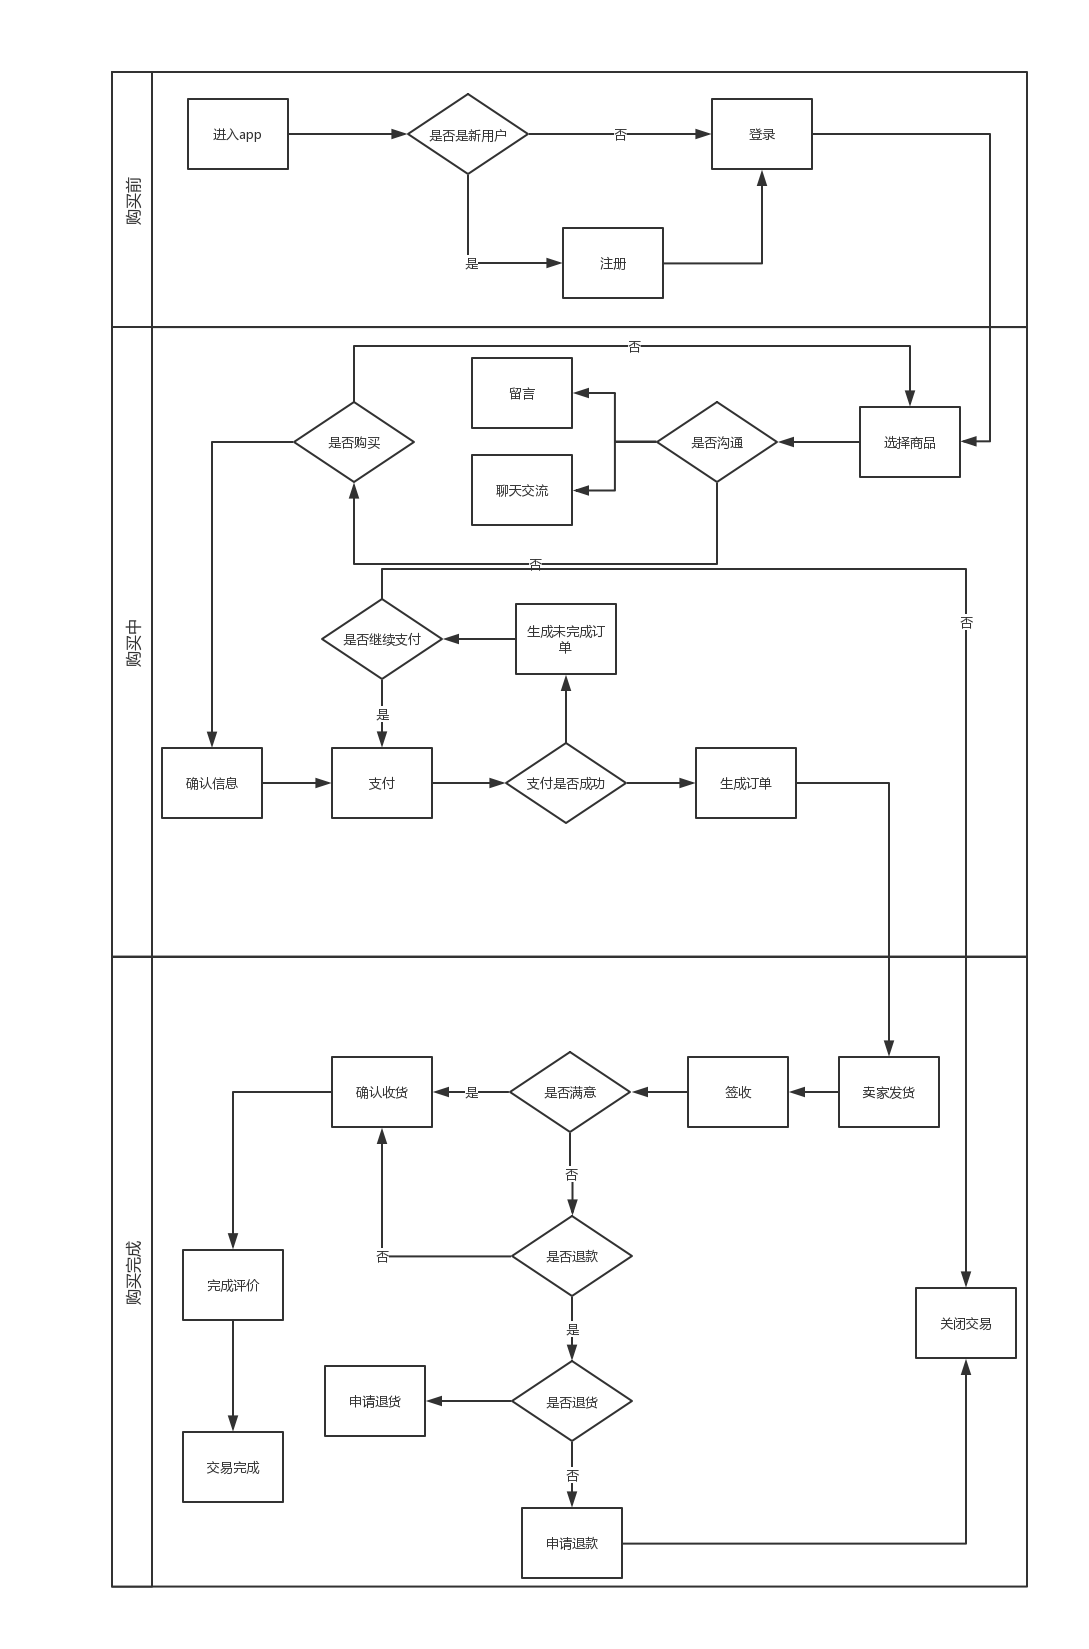 购买前
进入app
是否是新用户
否
登录
是
注册
购买中
否
留言
是否购买
是否沟通
选择商品
聊天交流
否
否
是否继续支付
生成未完成订
单
是
确认信息
支付
支付是否成功
生成订单
购买完成
确认收货
是
是否满意
签收
卖家发货
否
否
是否退款
完成评价
关闭交易
是
申请退货
是否退货
交易完成
否
申请退款